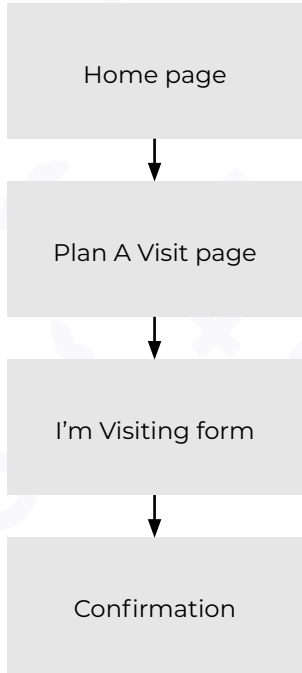 Home page
Plan A Visit page
I’m Visiting form
Confirmation